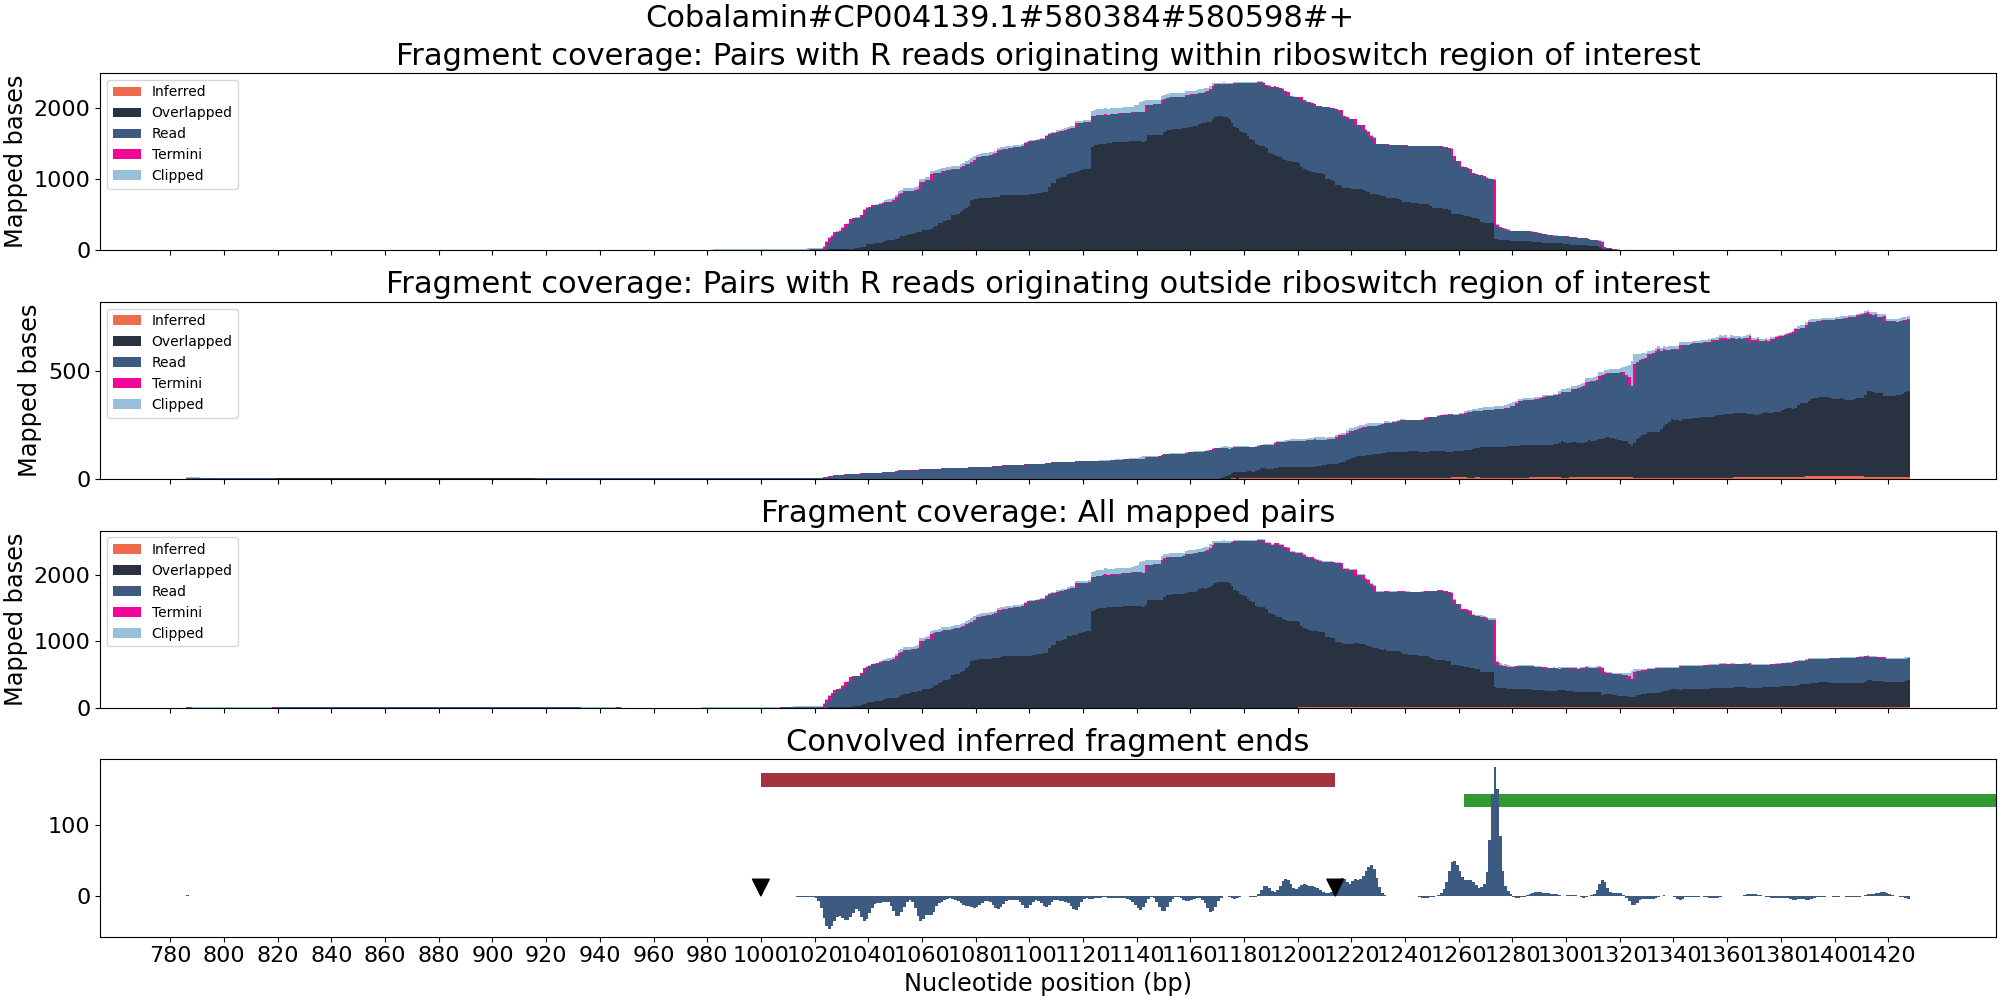 Cobalamin#CP004139.1#580384#580598#+
Fragment coverage: Pairs with R reads originating within riboswitch region of interest
Mapped bases
2000
1000
0
Inferred
Overlapped
Read
Termini
Clipped
Fragment coverage: Pairs with R reads originating outside riboswitch region of interest
Mapped bases
500
0
Inferred
Overlapped
Read
Termini
Clipped
Fragment coverage: All mapped pairs
Mapped bases
2000
1000
0
Inferred
Overlapped
Read
Termini
Clipped
Convolved inferred fragment ends
100
0
780 800 820 840 860 880 900 920 940 960 980 1000 1020 1040 1060 1080 1100 1120 1140 1160 1180 1200 1220 1240 1260 1280 1300 1320 1340 1360 1380 1400 1420
Nucleotide position (bp)